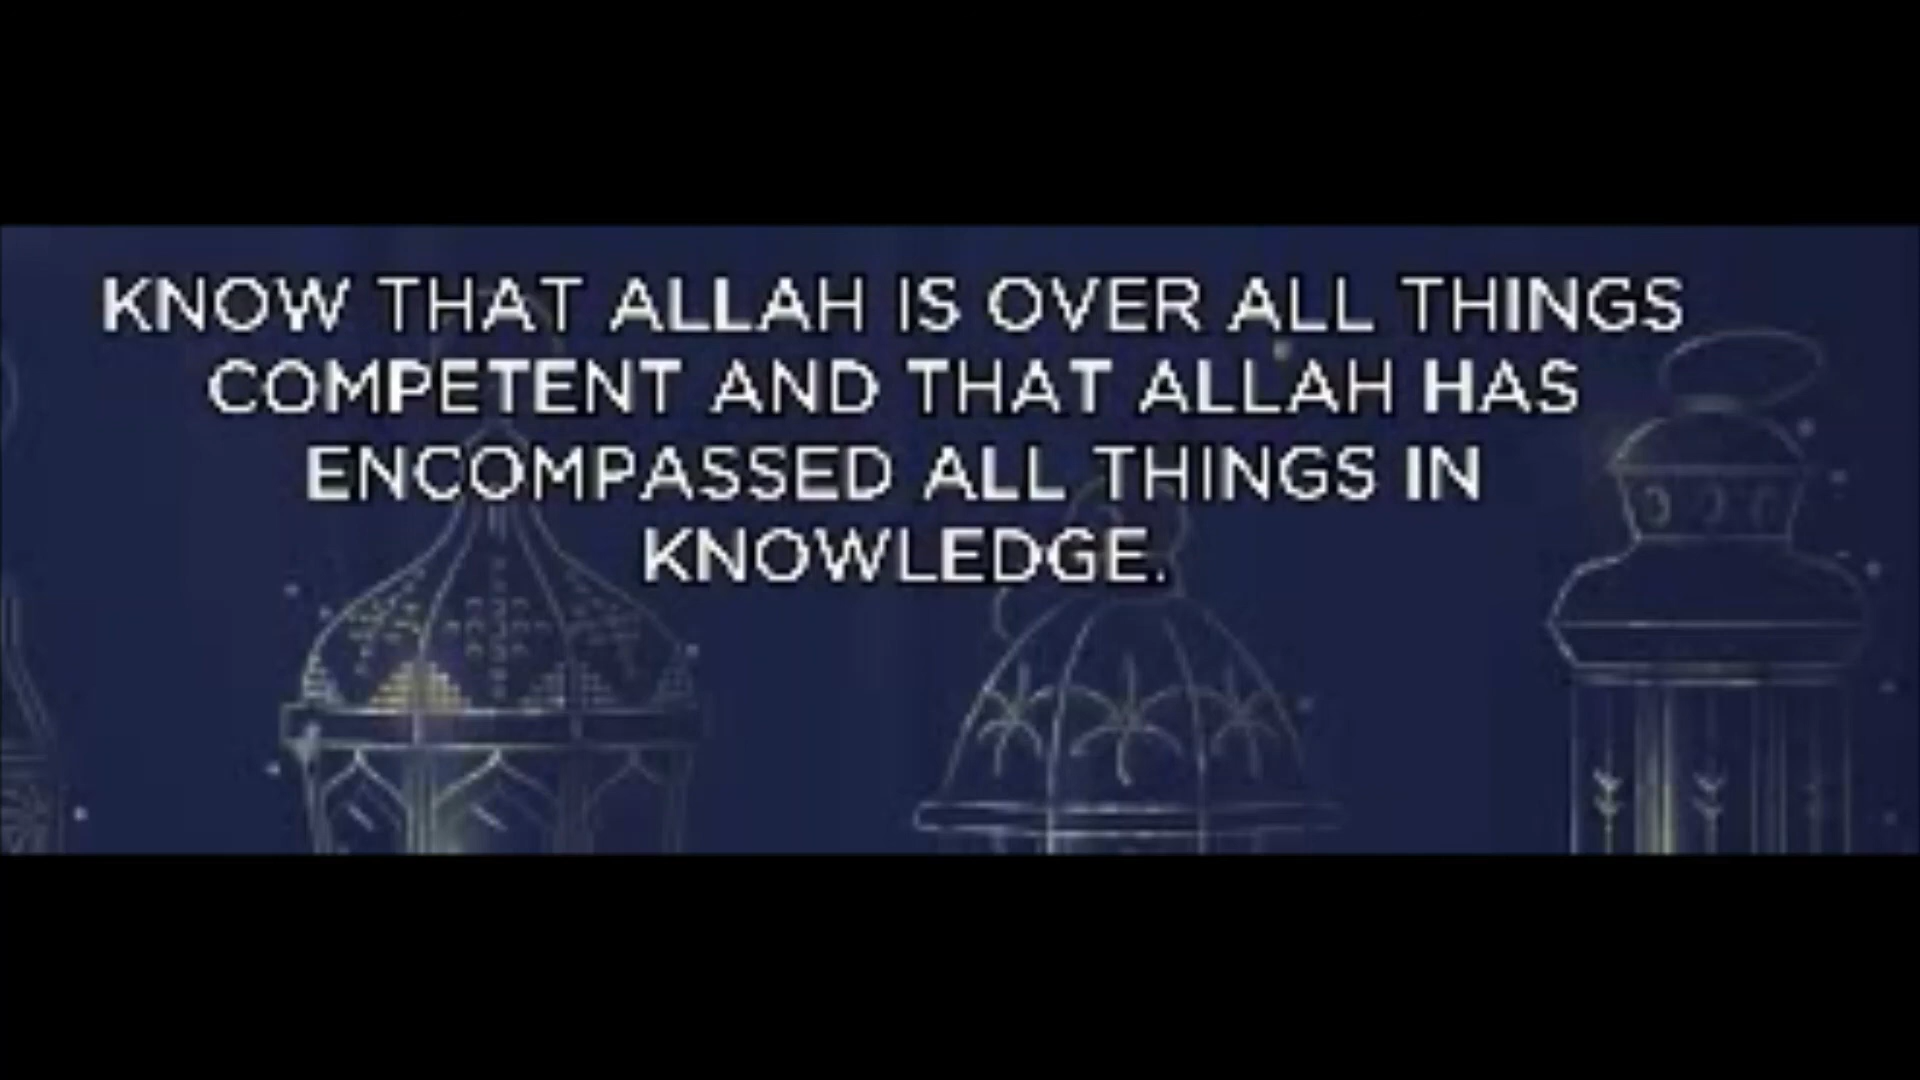 KNOW THAT ALLAH IS OVER ALL THINGS
COMPETENT AND THAT ALLAH HAS
ENCOMPASSED ALL THINGS IN
KNOWLEDGE.